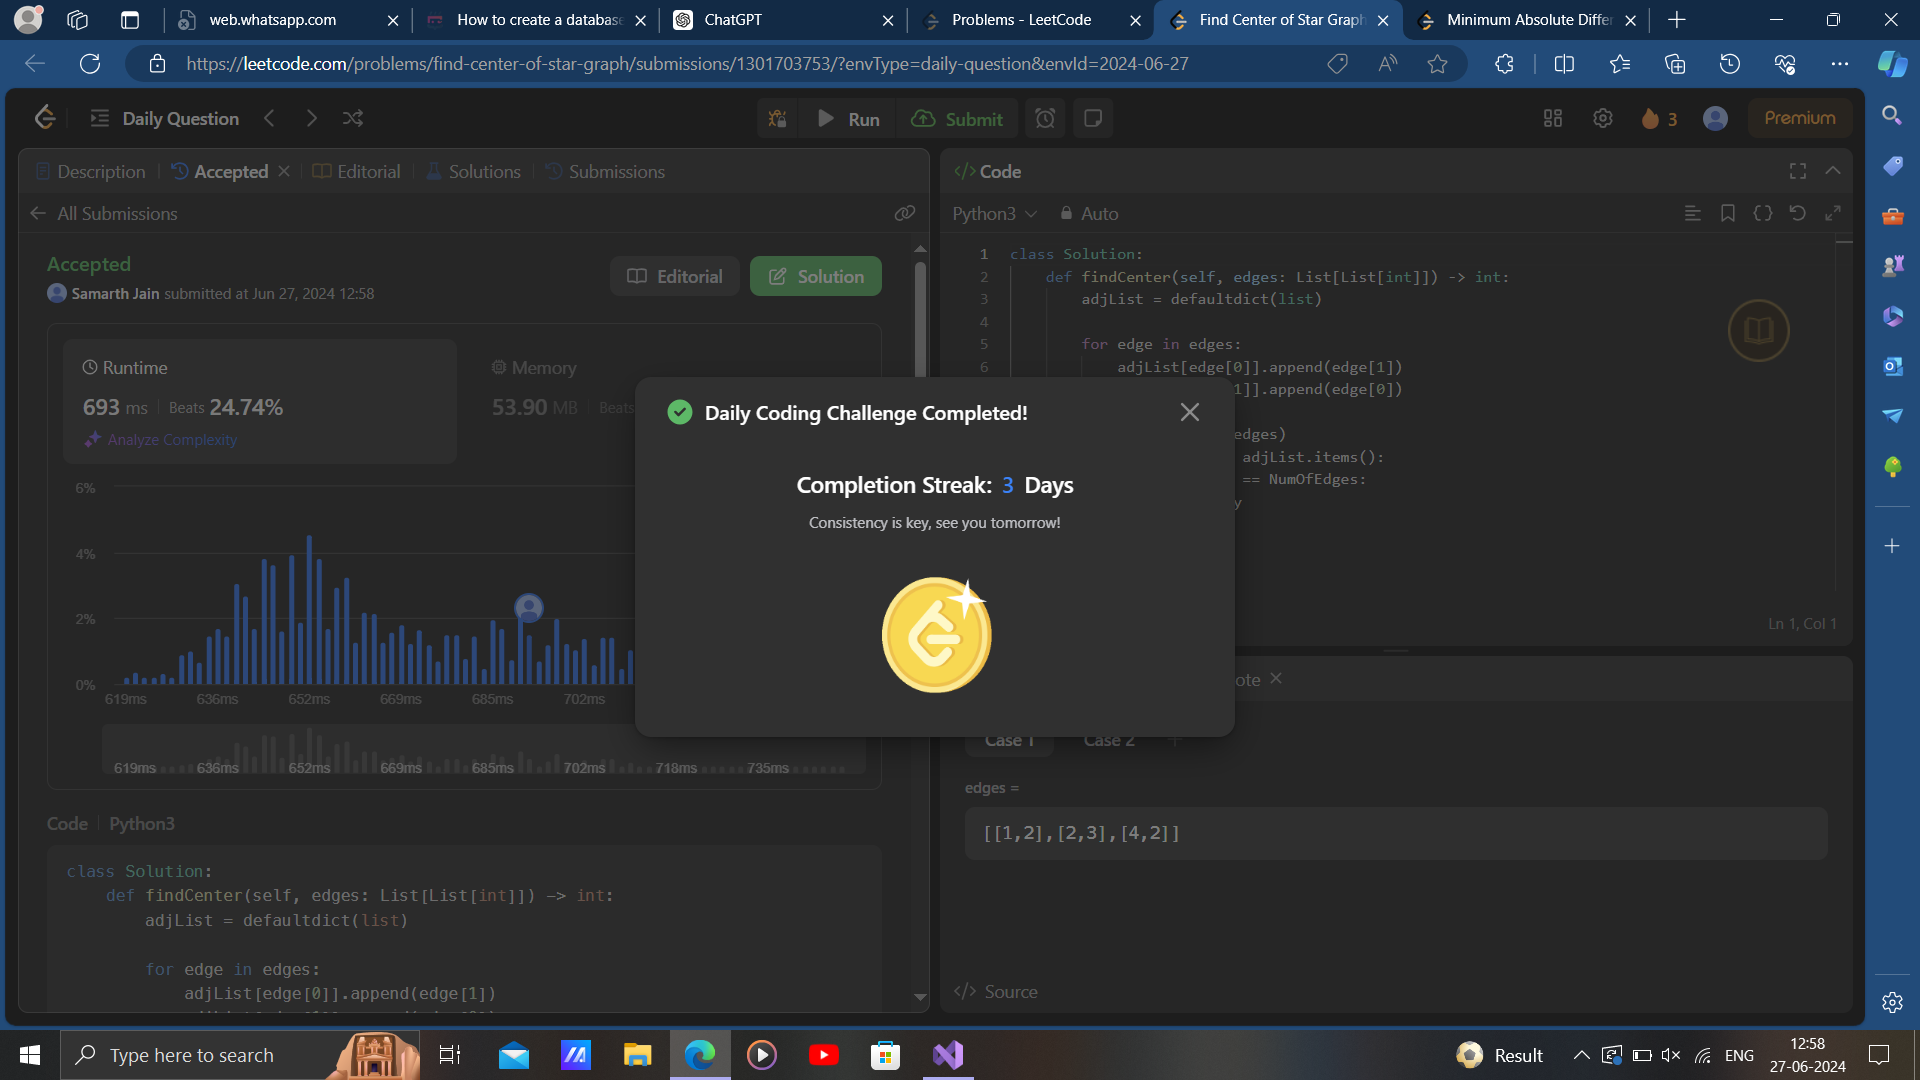 web.whatsapp.com
How to create a database
ChatGPT
Problems - LeetCode
Find Center of Star Graph
Minimum Absolute Differ
https://leetcode.com/problems/find-center-of-star-graph/submissions/1301703753/?envType=daily-question&envId=2024-06-27
Daily Question
Run
Submit
3
Premium
Description
Accepted
Editorial
Solutions
Submissions
All Submissions
Accepted
Samarth Jain submitted at Jun 27, 2024 12:58
Editorial
Solution
Runtime
693 ms
Beats 24.74%
Analyze Complexity
Memory
53.90 MB
Beats
6%
4%
2%
0%
619ms 636ms 652ms 669ms 685ms 702ms
619ms 636ms 652ms 669ms 685ms 702ms 718ms 735ms
Code
Python3
class Solution:
def findCenter(self, edges: List[List[int]]) -> int:
adjList = defaultdict(list)
for edge in edges:
adjList[edge[0]].append(edge[1])
Daily Coding Challenge Completed!
Completion Streak: 3 Days
Consistency is key, see you tomorrow!
</> Code
Python3
Auto
1 class Solution:
2 def findCenter(self, edges: List[List[int]]) -> int:
3 adjList = defaultdict(list)
4
5 for edge in edges:
6 adjList[edge[0]].append(edge[1])
1]].append(edge[0])
edges)
adjList.items():
== NumOfEdges:
y
Ln 1, Col 1
ote
Case 1
Case 2
edges =
[[1,2],[2,3],[4,2]]
</> Source
Type here to search
Result
ENG
12:58
27-06-2024